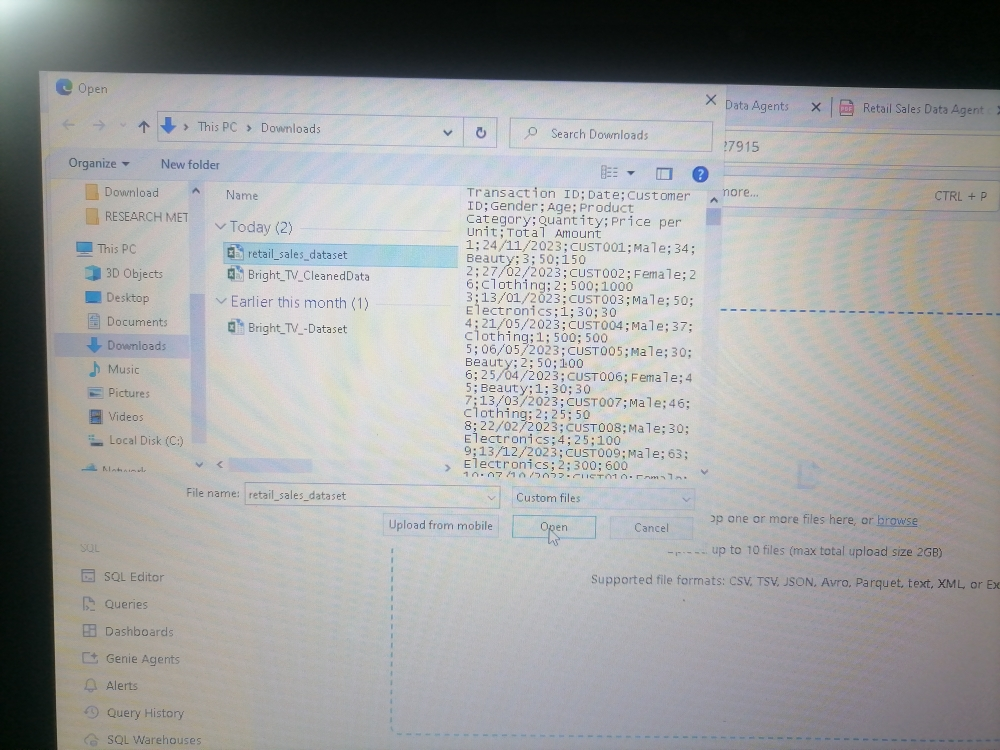 Open
Data Agents
Retail Sales Data Agent
This PC
Downloads
Search Downloads
27915
Organize
New folder
more...
CTRL + P
Download
RESEARCH MET
This PC
3D Objects
Desktop
Documents
Downloads
Music
Pictures
Videos
Local Disk (C:)
Name
Today (2)
retail_sales_dataset
Bright_TV_CleanedData
Earlier this month (1)
Bright_TV_-Dataset
Transaction ID;Date;Customer
ID;Gender;Age;Product
Category;Quantity;Price per
Unit;Total Amount
1;24/11/2023;CUST001;Male;34;
Beauty;3;50;150
2;27/02/2023;CUST002;Female;2
6;Clothing;2;500;1000
3;13/01/2023;CUST003;Male;50;
Electronics;1;30;30
4;21/05/2023;CUST004;Male;37;
Clothing;1;500;500
5;06/05/2023;CUST005;Male;30;
Beauty;2;50;100
6;25/04/2023;CUST006;Female;4
5;Beauty;1;30;30
7;13/03/2023;CUST007;Male;46;
Clothing;2;25;50
8;22/02/2023;CUST008;Male;30;
Electronics;4;25;100
9;13/12/2023;CUST009;Male;63;
Electronics;2;300;600
10;07/10/2023;CUST010;Female;
File name:
retail_sales_dataset
Custom files
Upload from mobile
Open
Cancel
op one or more files here, or browse
up to 10 files (max total upload size 2GB)
Supported file formats: CSV, TSV, JSON, Avro, Parquet, text, XML, or Ex
SQL
SQL Editor
Queries
Dashboards
Genie Agents
Alerts
Query History
SQL Warehouses